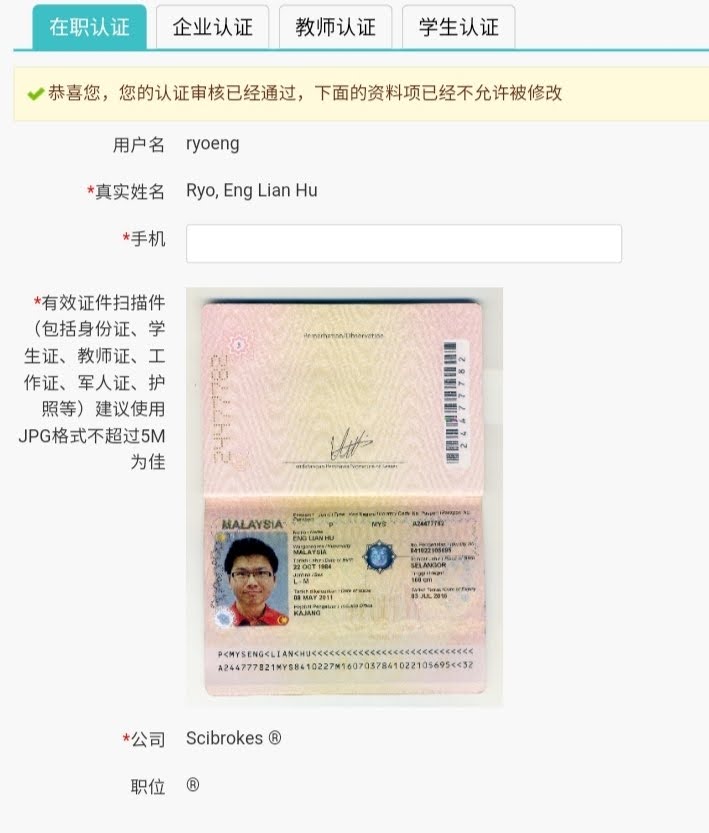 在职认证
企业认证
教师认证
学生认证
恭喜您，您的认证审核已经通过，下面的资料项已经不允许被修改
用户名 ryoeng
*真实姓名 Ryo, Eng Lian Hu
*手机
*有效证件扫描件
（包括身份证、学
生证、教师证、工
作证、军人证、护
照等）建议使用
JPG格式不超过5M
为佳
MALAYSIA
P MYS A24477782
ENG LIAN HU
MALAYSIA
841022105695
22 OCT 1984
SELANGOR
L - M
168 cm
08 MAY 2011
03 JUL 2016
KAJANG
P<MYSENG<LIAN<HU<<<<<<<<<<<<<<<<<<<<<<<<<<<<
A244777821MYS8410227M1607037841022105695<<32
*公司 Scibrokes ®
职位 ®